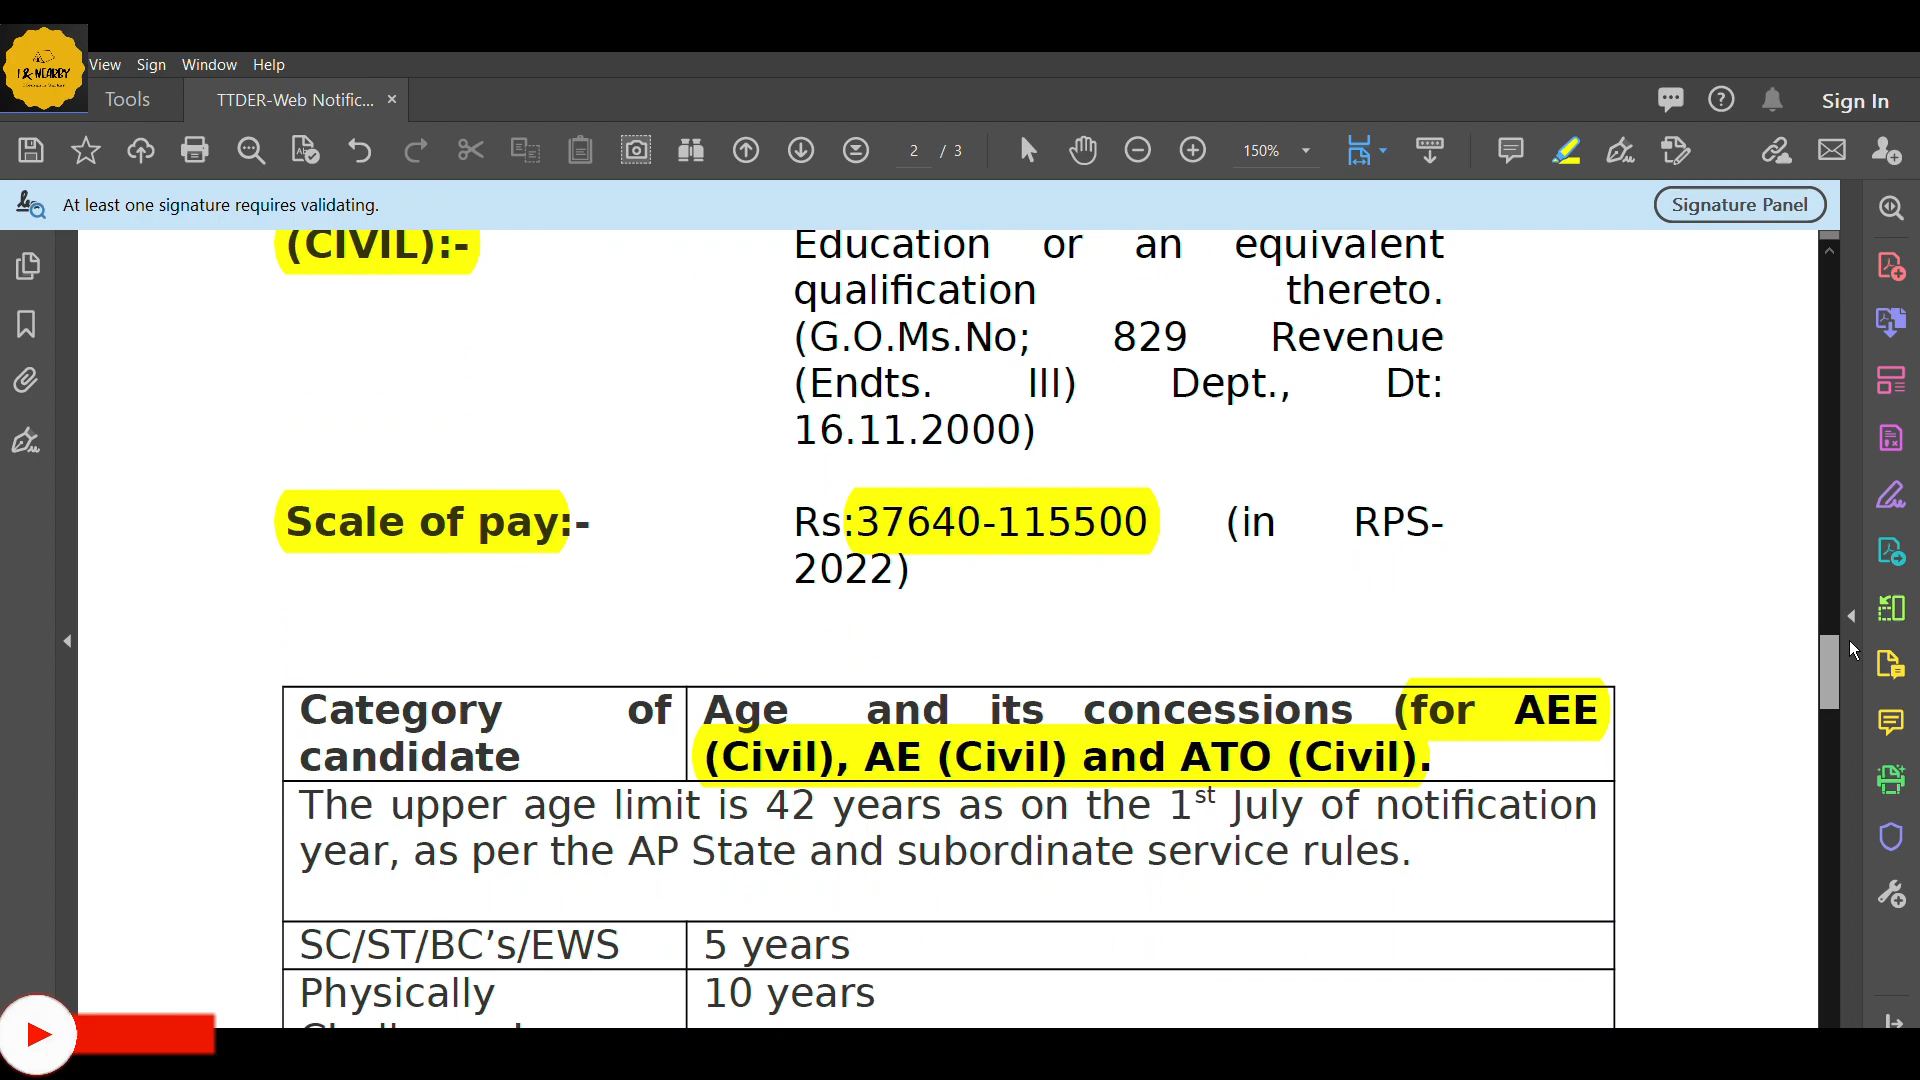 I & NEARBY
View Sign Window Help
Tools TTDER-Web Notific... ×
Sign In
2 / 3 150%
At least one signature requires validating. Signature Panel
(CIVIL):- Education or an equivalent
qualification thereto.
(G.O.Ms.No; 829 Revenue
(Endts. III) Dept., Dt:
16.11.2000)
Scale of pay:- Rs:37640-115500 (in RPS-
2022)
Category of Age and its concessions (for AEE
candidate (Civil), AE (Civil) and ATO (Civil).
The upper age limit is 42 years as on the 1st July of notification
year, as per the AP State and subordinate service rules.
SC/ST/BC’s/EWS 5 years
Physically 10 years